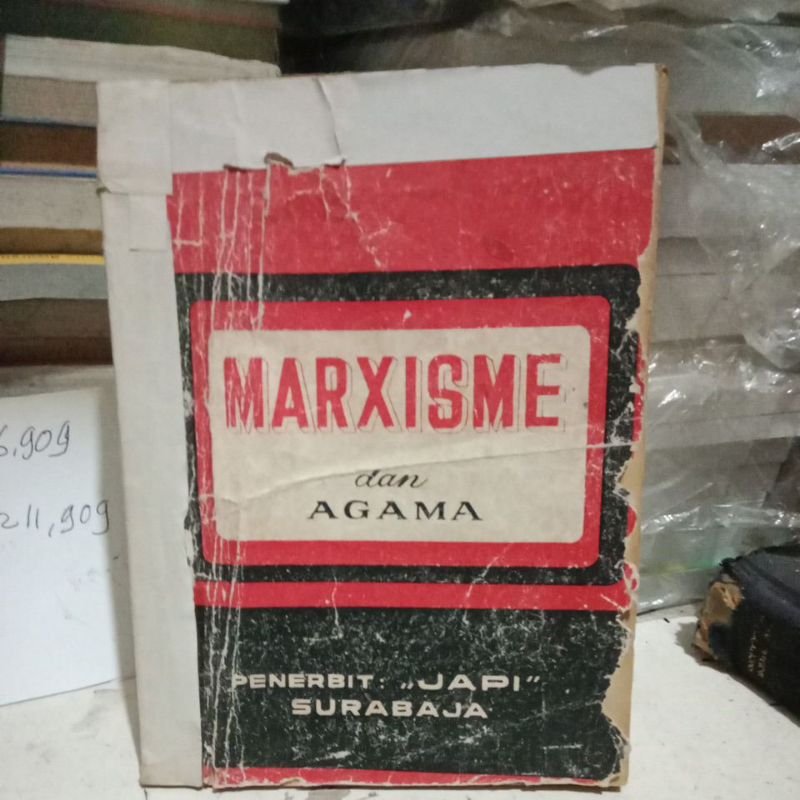 MARXISME
dan
AGAMA
PENERBIT: „JAPI”
SURABAJA
6.909
211,909